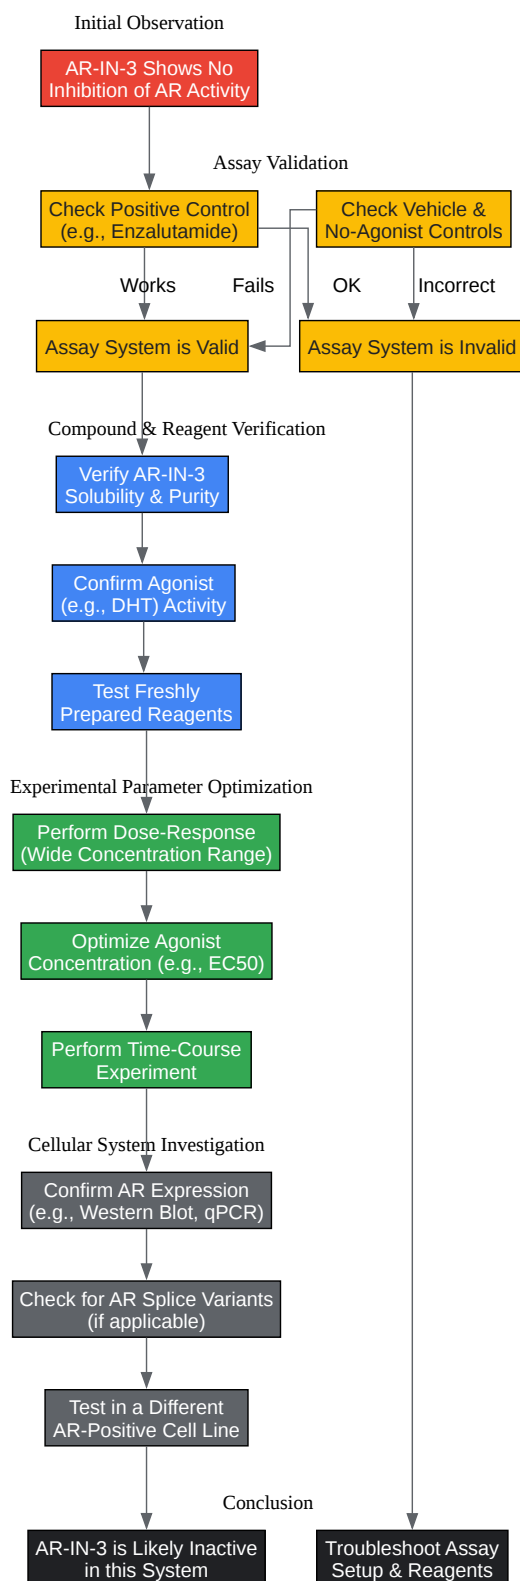 Initial Observation
AR-IN-3 Shows No
Inhibition of AR Activity
Assay Validation
Check Positive Control
(e.g., Enzalutamide)
Check Vehicle &
No-Agonist Controls
Works
Fails
OK
Incorrect
Assay System is Valid
Assay System is Invalid
Compound & Reagent Verification
Verify AR-IN-3
Solubility & Purity
Confirm Agonist
(e.g., DHT) Activity
Test Freshly
Prepared Reagents
Experimental Parameter Optimization
Perform Dose-Response
(Wide Concentration Range)
Optimize Agonist
Concentration (e.g., EC50)
Perform Time-Course
Experiment
Cellular System Investigation
Confirm AR Expression
(e.g., Western Blot, qPCR)
Check for AR Splice Variants
(if applicable)
Test in a Different
AR-Positive Cell Line
Conclusion
AR-IN-3 is Likely Inactive
in this System
Troubleshoot Assay
Setup & Reagents